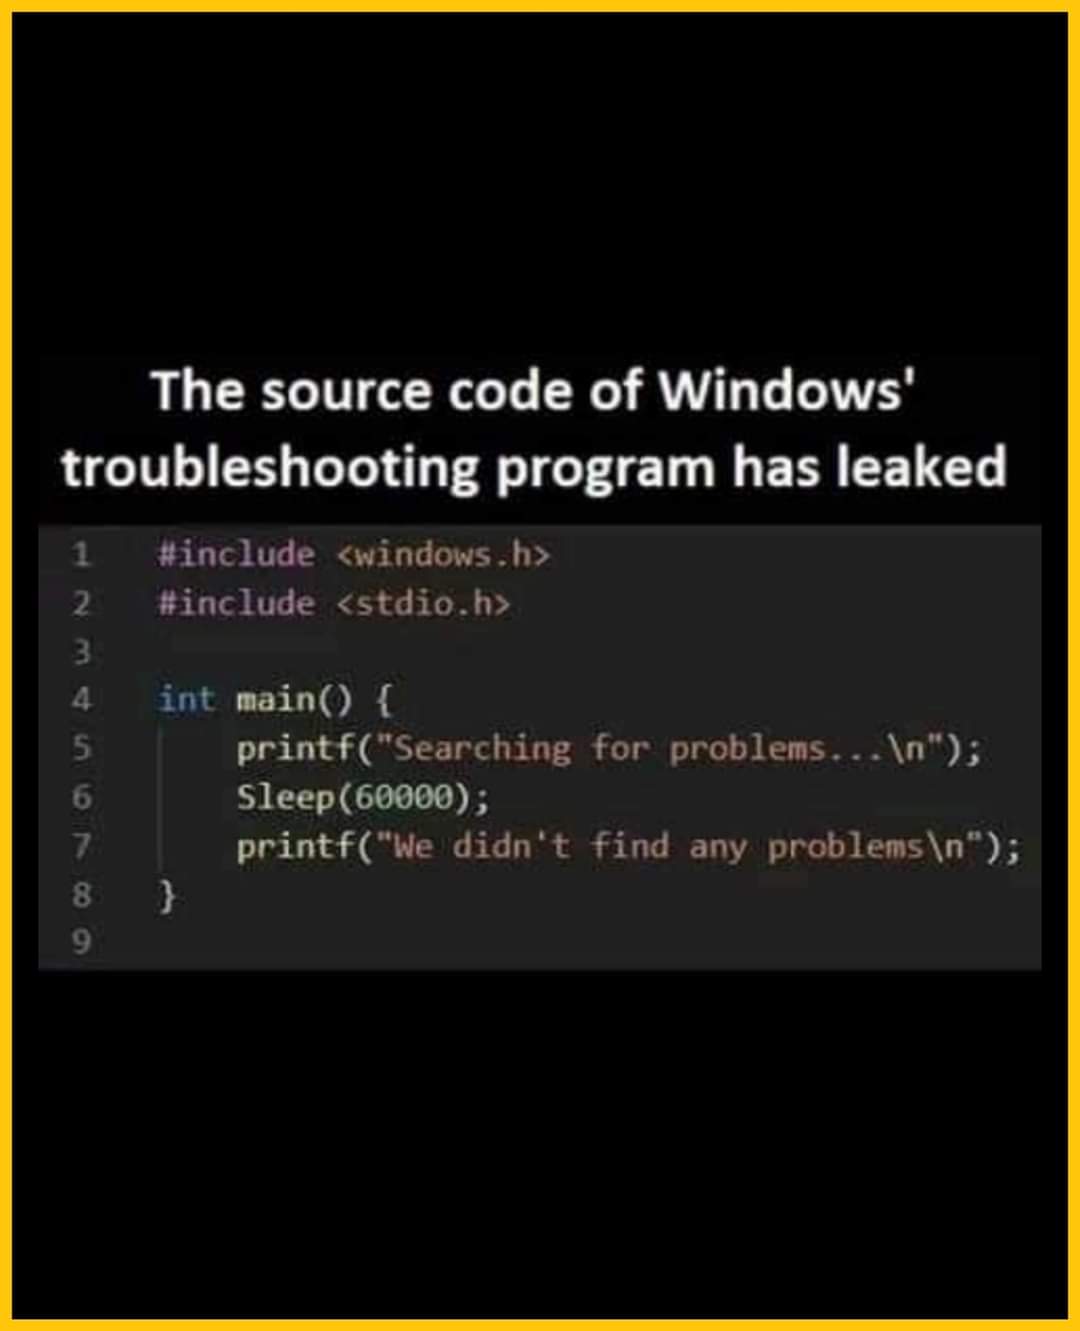 The source code of Windows'
troubleshooting program has leaked
1 #include <windows.h>
2 #include <stdio.h>
3
4 int main() {
5 printf("Searching for problems...\n");
6 Sleep(60000);
7 printf("We didn't find any problems\n");
8 }
9